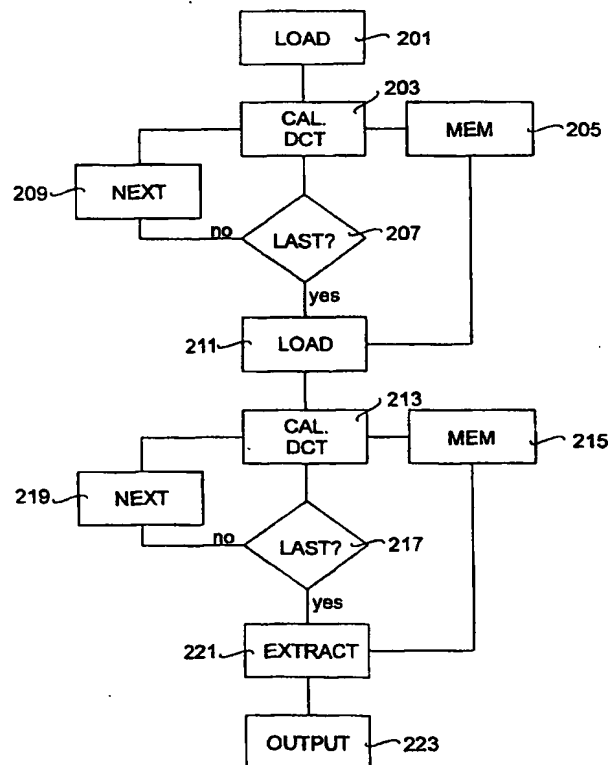 LOAD
201
203
CAL.
DCT
MEM
205
209
NEXT
no
LAST?
207
yes
211
LOAD
213
CAL.
DCT
MEM
215
219
NEXT
no
LAST?
217
yes
221
EXTRACT
OUTPUT
223